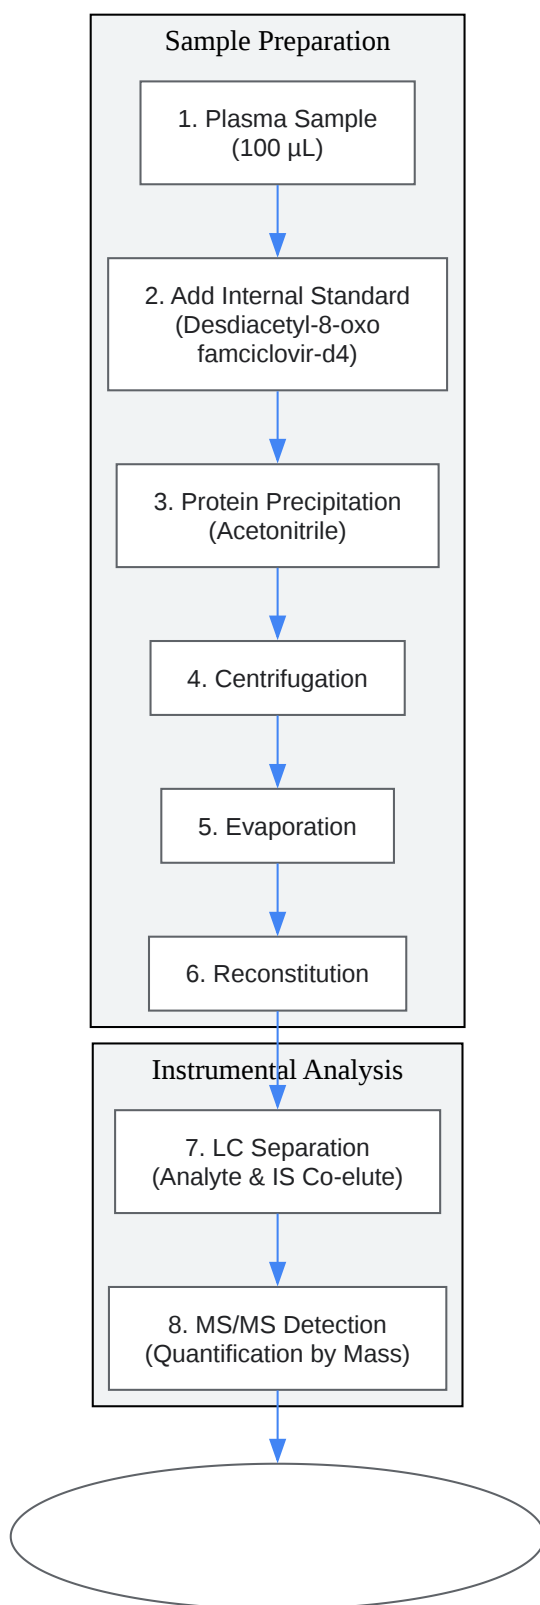 Sample Preparation
1. Plasma Sample
(100 µL)
2. Add Internal Standard
(Desdiacetyl-8-oxo
famciclovir-d4)
3. Protein Precipitation
(Acetonitrile)
4. Centrifugation
5. Evaporation
6. Reconstitution
Instrumental Analysis
7. LC Separation
(Analyte & IS Co-elute)
8. MS/MS Detection
(Quantification by Mass)